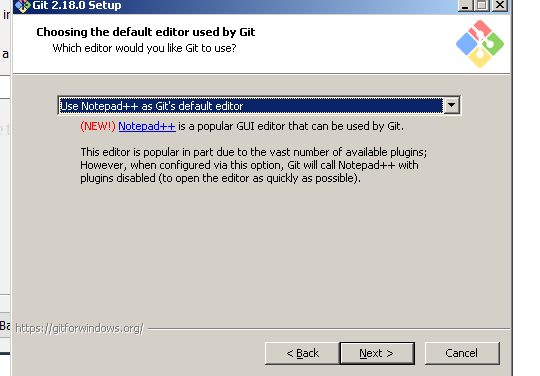 Git 2.18.0 Setup
Choosing the default editor used by Git
Which editor would you like Git to use?
Use Notepad++ as Git's default editor
(NEW!) Notepad++ is a popular GUI editor that can be used by Git.
This editor is popular in part due to the vast number of available plugins;
However, when configured via this option, Git will call Notepad++ with
plugins disabled (to open the editor as quickly as possible).
https://gitforwindows.org/
< Back
Next >
Cancel